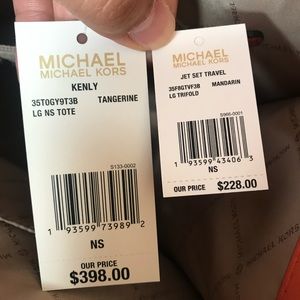 MICHAEL
MICHAEL KORS
KENLY
35T0GY9T3B TANGERINE
LG NS TOTE
S133-0002
1 93599 73989 2
NS
OUR PRICE
$398.00
MICHAEL
MICHAEL KORS
JET SET TRAVEL
35F8GTVF3B MANDARIN
LG TRIFOLD
S966-0001
1 93599 43406 3
NS
OUR PRICE $228.00